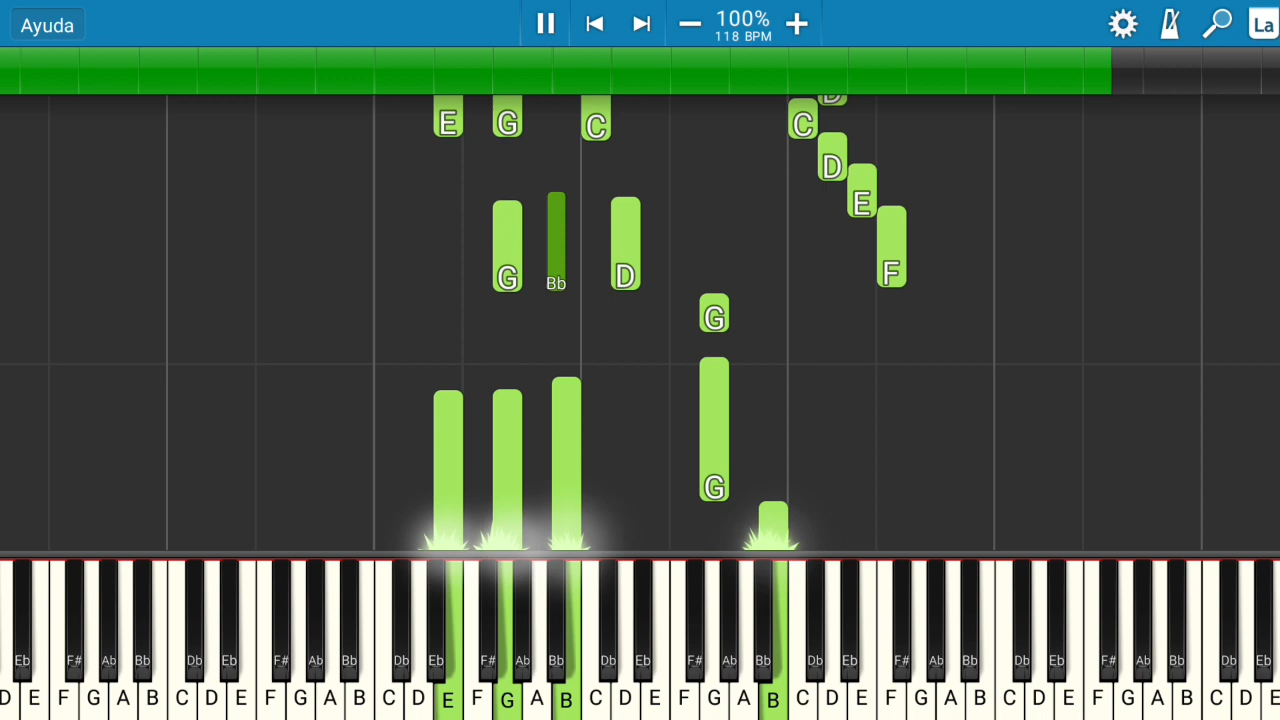 Ayuda
100%
118 BPM
La
E G C C D
D
E
G Bb D F
G
G
Eb F# Ab Bb Db Eb F# Ab Bb Db Eb F# Ab Bb Db Eb F# Ab Bb Db Eb F# Ab Bb Db Eb F# Ab Bb Db Eb
D E F G A B C D E F G A B C D E F G A B C D E F G A B C D E F G A B C D E F G A B C D E